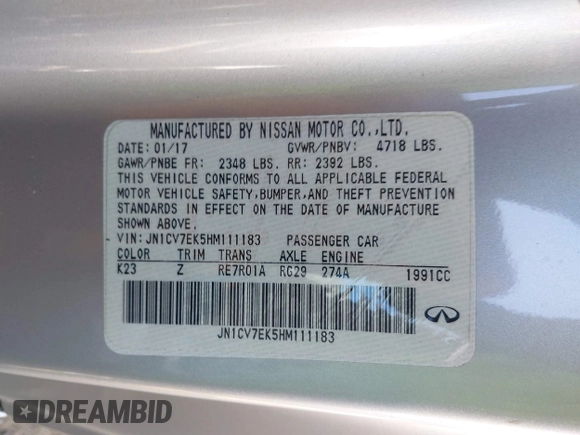 MANUFACTURED BY NISSAN MOTOR CO.,LTD.
DATE: 01/17 GVWR/PNBV: 4718 LBS.
GAWR/PNBE FR: 2348 LBS. RR: 2392 LBS.
THIS VEHICLE CONFORMS TO ALL APPLICABLE FEDERAL
MOTOR VEHICLE SAFETY,BUMPER,AND THEFT PREVENTION
STANDARDS IN EFFECT ON THE DATE OF MANUFACTURE
SHOWN ABOVE.
VIN: JN1CV7EK5HM111183 PASSENGER CAR
COLOR TRIM TRANS AXLE ENGINE
K23 Z RE7R01A RG29 274A 1991CC
JN1CV7EK5HM111183
DREAMBID